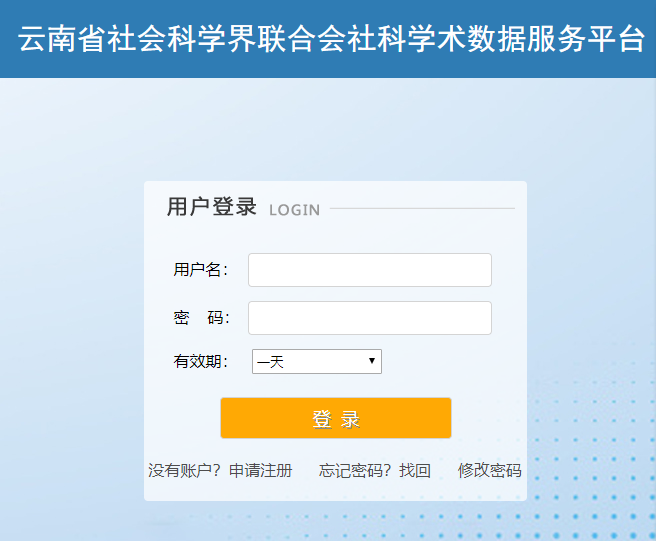 云南省社会科学界联合会社科学术数据服务平台
用户登录 LOGIN
用户名:
密 码:
有效期: 一天
登 录
没有账户? 申请注册 忘记密码? 找回 修改密码